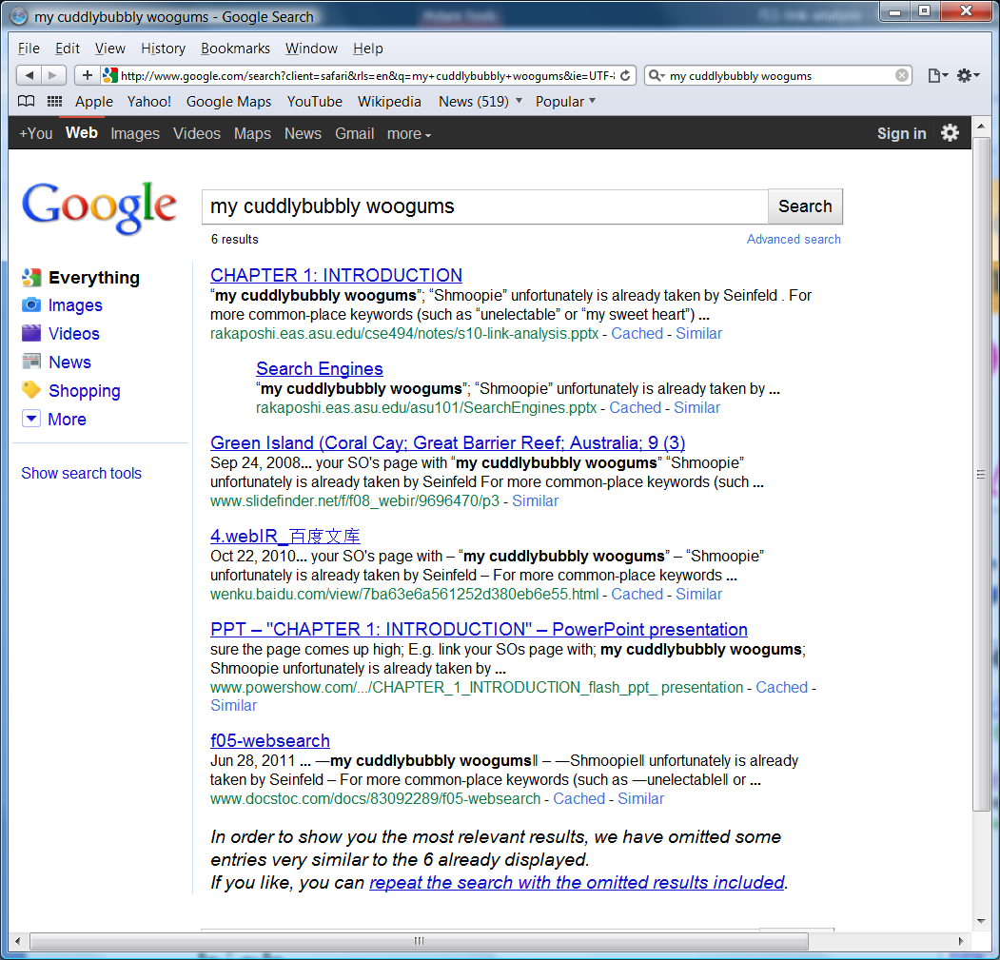 my cuddlybubbly woogums - Google Search
File Edit View History Bookmarks Window Help
http://www.google.com/search?client=safari&rls=en&q=my+cuddlybubbly+woogums&ie=UTF-8 my cuddlybubbly woogums
Apple Yahoo! Google Maps YouTube Wikipedia News (519) Popular
+You Web Images Videos Maps News Gmail more Sign in
Google my cuddlybubbly woogums Search
6 results Advanced search
Everything
Images
Videos
News
Shopping
More
Show search tools
CHAPTER 1: INTRODUCTION
“my cuddlybubbly woogums”; “Shmoopie” unfortunately is already taken by Seinfeld . For
more common-place keywords (such as “unelectable” or “my sweet heart”) ...
rakaposhi.eas.asu.edu/cse494/notes/s10-link-analysis.pptx - Cached - Similar
Search Engines
“my cuddlybubbly woogums”; “Shmoopie” unfortunately is already taken by ...
rakaposhi.eas.asu.edu/asu101/SearchEngines.pptx - Cached - Similar
Green Island (Coral Cay; Great Barrier Reef; Australia; 9 (3)
Sep 24, 2008... your SO's page with “my cuddlybubbly woogums” “Shmoopie”
unfortunately is already taken by Seinfeld For more common-place keywords (such ...
www.slidefinder.net/f/f08_webir/9696470/p3 - Similar
4.webIR_百度文库
Oct 22, 2010... your SO's page with – “my cuddlybubbly woogums” – “Shmoopie”
unfortunately is already taken by Seinfeld – For more common-place keywords ...
wenku.baidu.com/view/7ba63e6a561252d380eb6e55.html - Cached - Similar
PPT – "CHAPTER 1: INTRODUCTION" – PowerPoint presentation
sure the page comes up high; E.g. link your SOs page with; my cuddlybubbly woogums;
Shmoopie unfortunately is already taken by ...
www.powershow.com/.../CHAPTER_1_INTRODUCTION_flash_ppt_ presentation - Cached -
Similar
f05-websearch
Jun 28, 2011 ... ―my cuddlybubbly woogums‖ – ―Shmoopie‖ unfortunately is already
taken by Seinfeld – For more common-place keywords (such as ―unelectable‖ or ...
www.docstoc.com/docs/83092289/f05-websearch - Cached - Similar
In order to show you the most relevant results, we have omitted some
entries very similar to the 6 already displayed.
If you like, you can repeat the search with the omitted results included.